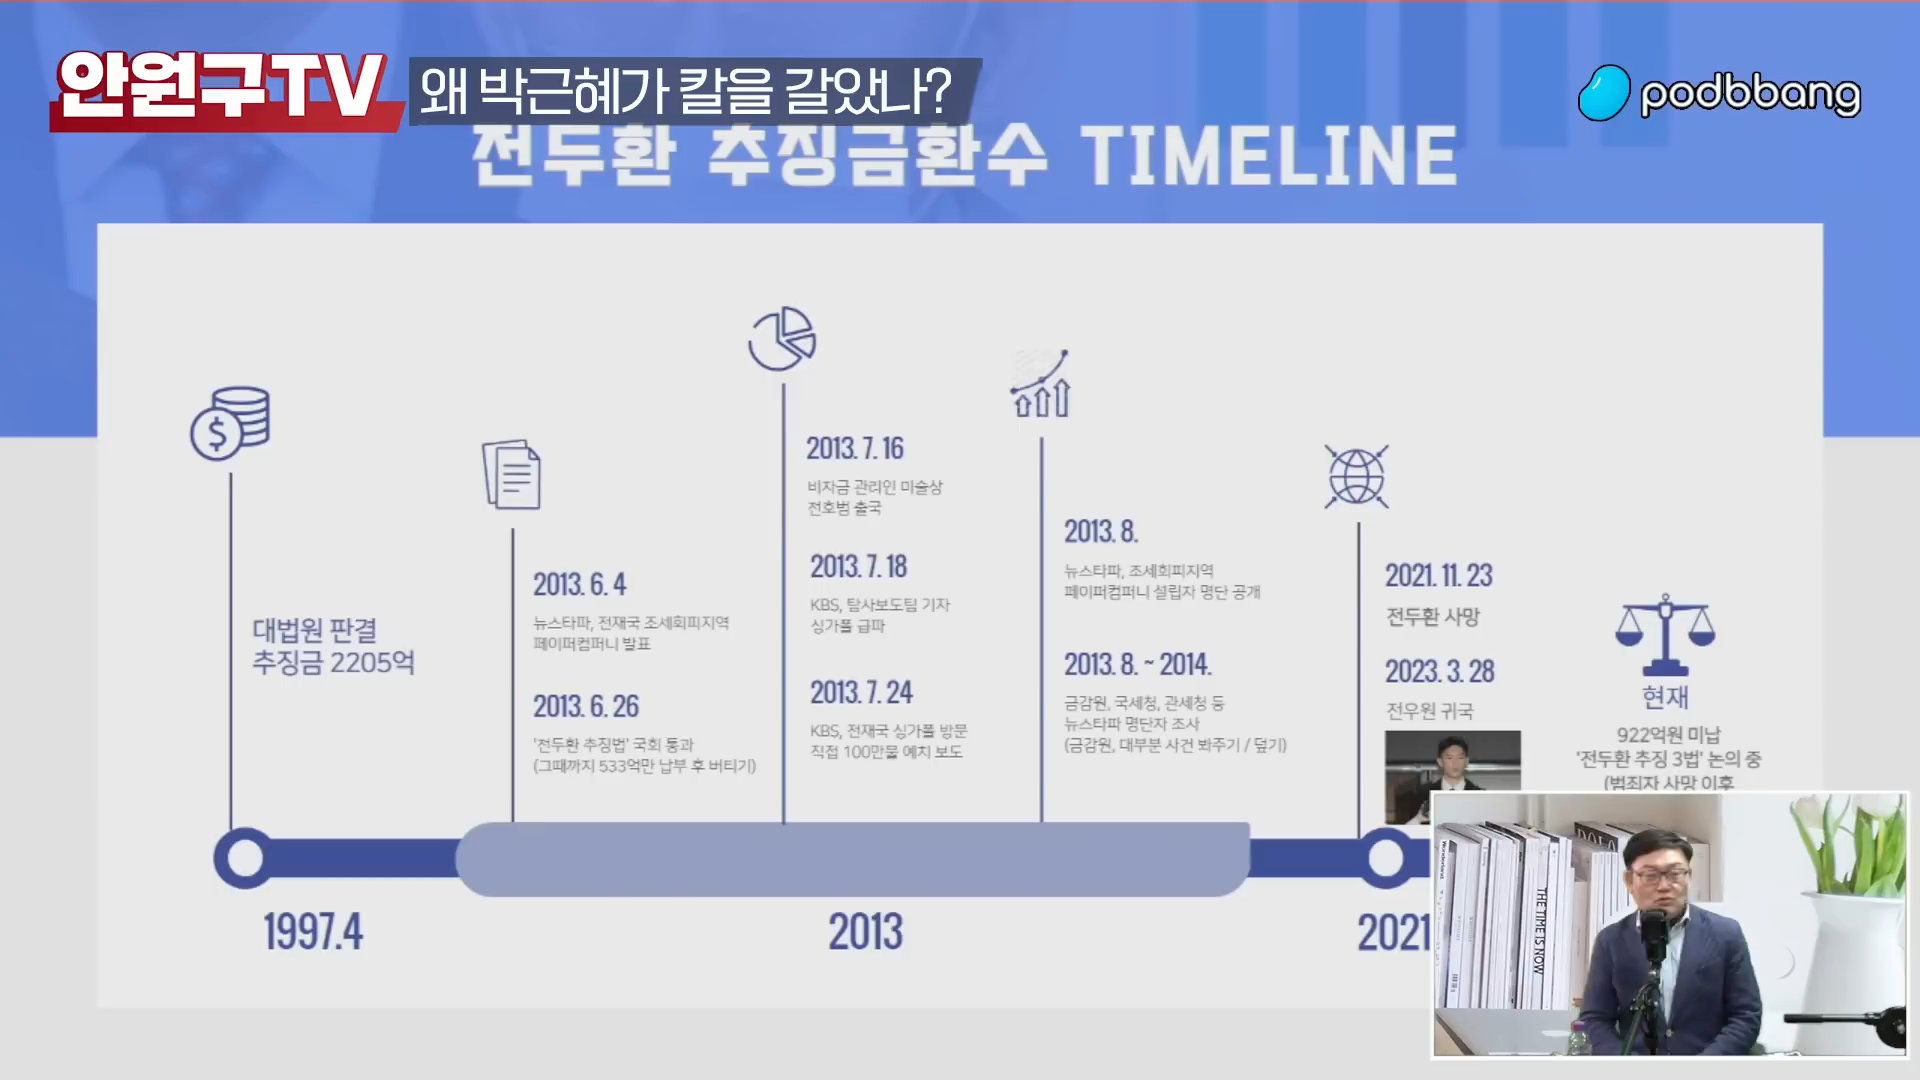 안원구TV
왜 박근혜가 칼을 갈았나?
podbbang
전두환 추징금환수 TIMELINE
대법원 판결
추징금 2205억
2013. 6. 4
뉴스타파, 전재국 조세회피지역
페이퍼컴퍼니 발표
2013. 6. 26
'전두환 추징법' 국회 통과
(그때까지 533억만 납부 후 버티기)
2013. 7. 16
비자금 관리인 미술상
전호범 출국
2013. 7. 18
KBS, 탐사보도팀 기자
싱가폴 급파
2013. 7. 24
KBS, 전재국 싱가폴 방문
직접 100만불 예치 보도
2013. 8.
뉴스타파, 조세회피지역
페이퍼컴퍼니 설립자 명단 공개
2013. 8. ~ 2014.
금감원, 국세청, 관세청 등
뉴스타파 명단자 조사
(금감원, 대부분 사건 봐주기 / 덮기)
2021. 11. 23
전두환 사망
2023. 3. 28
전우원 귀국
현재
922억원 미납
'전두환 추징 3법' 논의 중
(범죄자 사망 이후
1997.4
2013
2021
THE TIME IS NOW